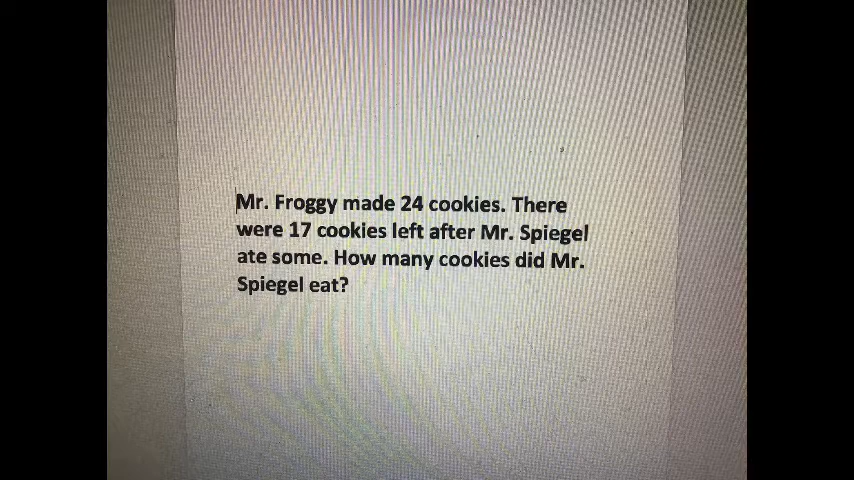 Mr. Froggy made 24 cookies. There
were 17 cookies left after Mr. Spiegel
ate some. How many cookies did Mr.
Spiegel eat?